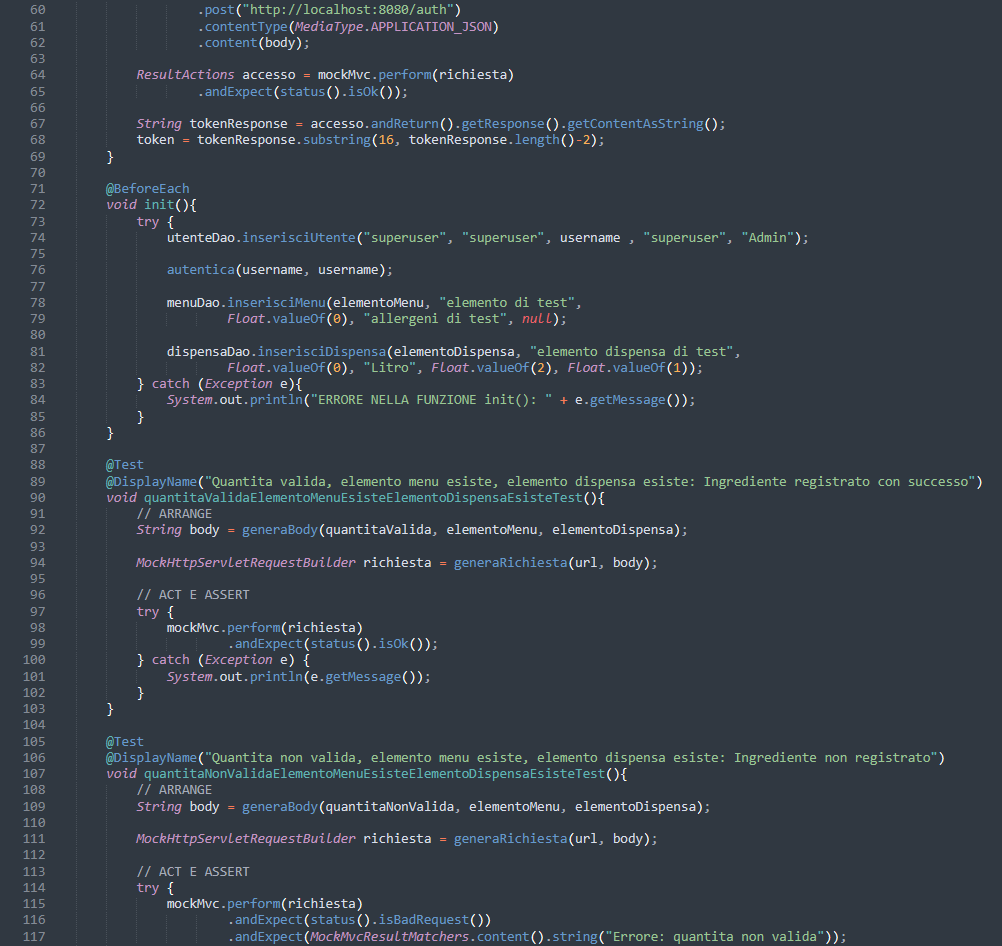 60 .post("http://localhost:8080/auth")
61 .contentType(MediaType.APPLICATION_JSON)
62 .content(body);
63
64 ResultActions accesso = mockMvc.perform(richiesta)
65 .andExpect(status().isOk());
66
67 String tokenResponse = accesso.andReturn().getResponse().getContentAsString();
68 token = tokenResponse.substring(16, tokenResponse.length()-2);
69 }
70
71 @BeforeEach
72 void init(){
73 try {
74 utenteDao.inserisciUtente("superuser", "superuser", username , "superuser", "Admin");
75
76 autentica(username, username);
77
78 menuDao.inserisciMenu(elementoMenu, "elemento di test",
79 Float.valueOf(0), "allergeni di test", null);
80
81 dispensaDao.inserisciDispensa(elementoDispensa, "elemento dispensa di test",
82 Float.valueOf(0), "Litro", Float.valueOf(2), Float.valueOf(1));
83 } catch (Exception e){
84 System.out.println("ERRORE NELLA FUNZIONE init(): " + e.getMessage());
85 }
86 }
87
88 @Test
89 @DisplayName("Quantita valida, elemento menu esiste, elemento dispensa esiste: Ingrediente registrato con successo")
90 void quantitaValidaElementoMenuEsisteElementoDispensaEsisteTest(){
91 // ARRANGE
92 String body = generaBody(quantitaValida, elementoMenu, elementoDispensa);
93
94 MockHttpServletRequestBuilder richiesta = generaRichiesta(url, body);
95
96 // ACT E ASSERT
97 try {
98 mockMvc.perform(richiesta)
99 .andExpect(status().isOk());
100 } catch (Exception e) {
101 System.out.println(e.getMessage());
102 }
103 }
104
105 @Test
106 @DisplayName("Quantita non valida, elemento menu esiste, elemento dispensa esiste: Ingrediente non registrato")
107 void quantitaNonValidaElementoMenuEsisteElementoDispensaEsisteTest(){
108 // ARRANGE
109 String body = generaBody(quantitaNonValida, elementoMenu, elementoDispensa);
110
111 MockHttpServletRequestBuilder richiesta = generaRichiesta(url, body);
112
113 // ACT E ASSERT
114 try {
115 mockMvc.perform(richiesta)
116 .andExpect(status().isBadRequest())
117 .andExpect(MockMvcResultMatchers.content().string("Errore: quantita non valida"));